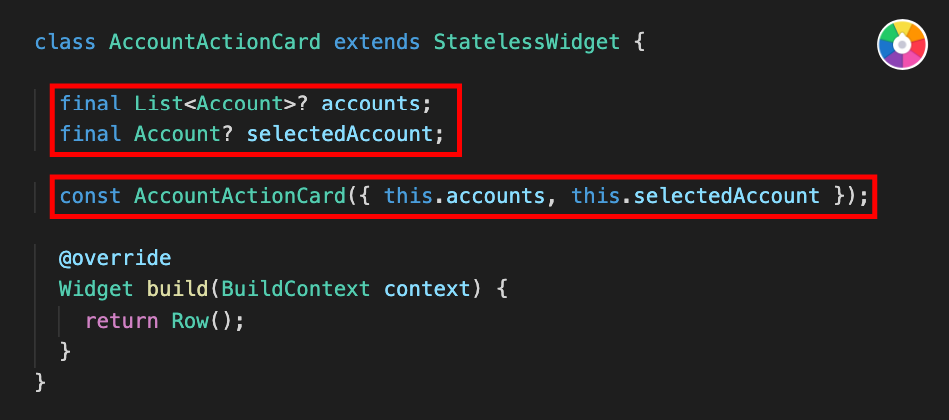 class AccountActionCard extends StatelessWidget {
final List<Account>? accounts;
final Account? selectedAccount;
const AccountActionCard({ this.accounts, this.selectedAccount });
@override
Widget build(BuildContext context) {
return Row();
}
}